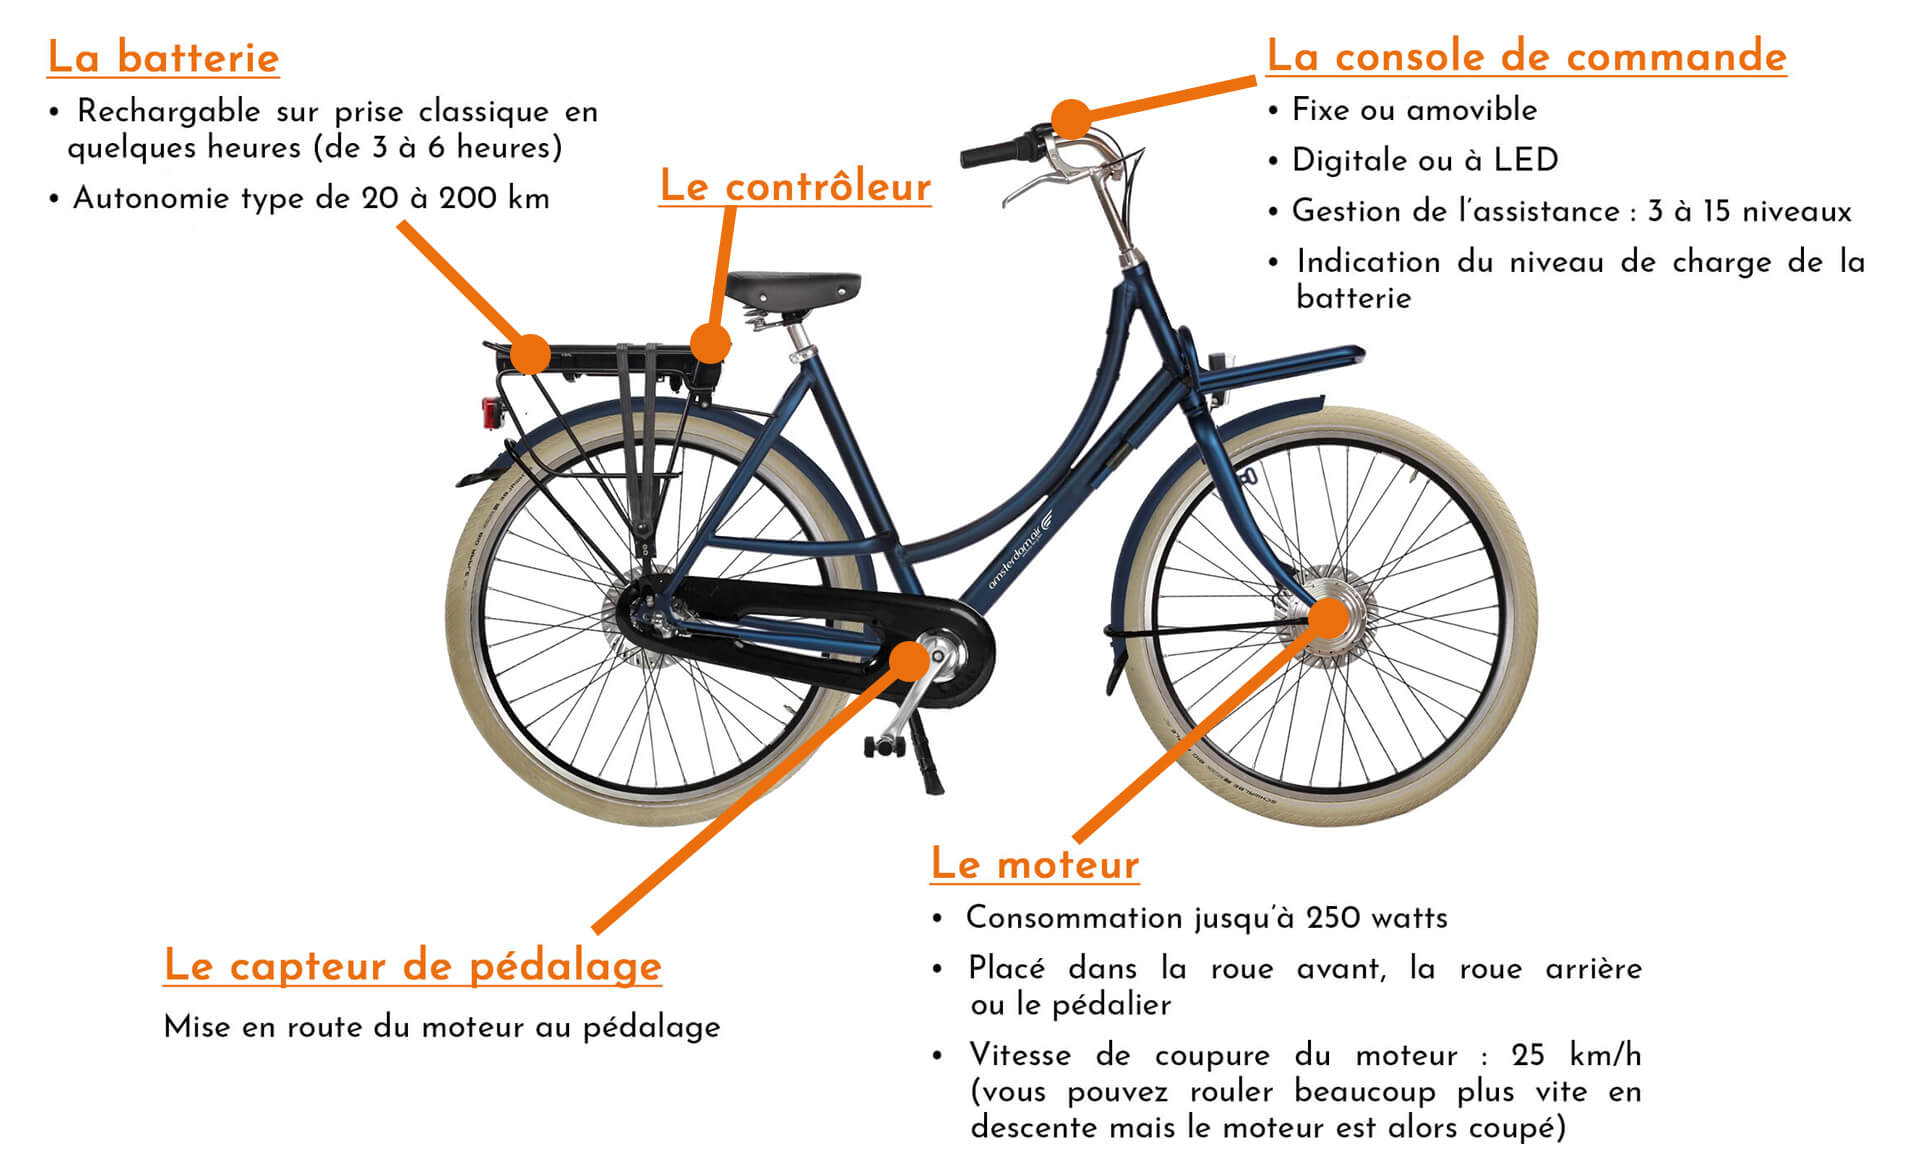 La batterie
• Rechargable sur prise classique en
quelques heures (de 3 à 6 heures)
• Autonomie type de 20 à 200 km
Le contrôleur
La console de commande
• Fixe ou amovible
• Digitale ou à LED
• Gestion de l'assistance : 3 à 15 niveaux
• Indication du niveau de charge de la
batterie
amsterdam air
Le capteur de pédalage
Mise en route du moteur au pédalage
Le moteur
• Consommation jusqu'à 250 watts
• Placé dans la roue avant, la roue arrière
ou le pédalier
• Vitesse de coupure du moteur : 25 km/h
(vous pouvez rouler beaucoup plus vite en
descente mais le moteur est alors coupé)
SCHWALBE